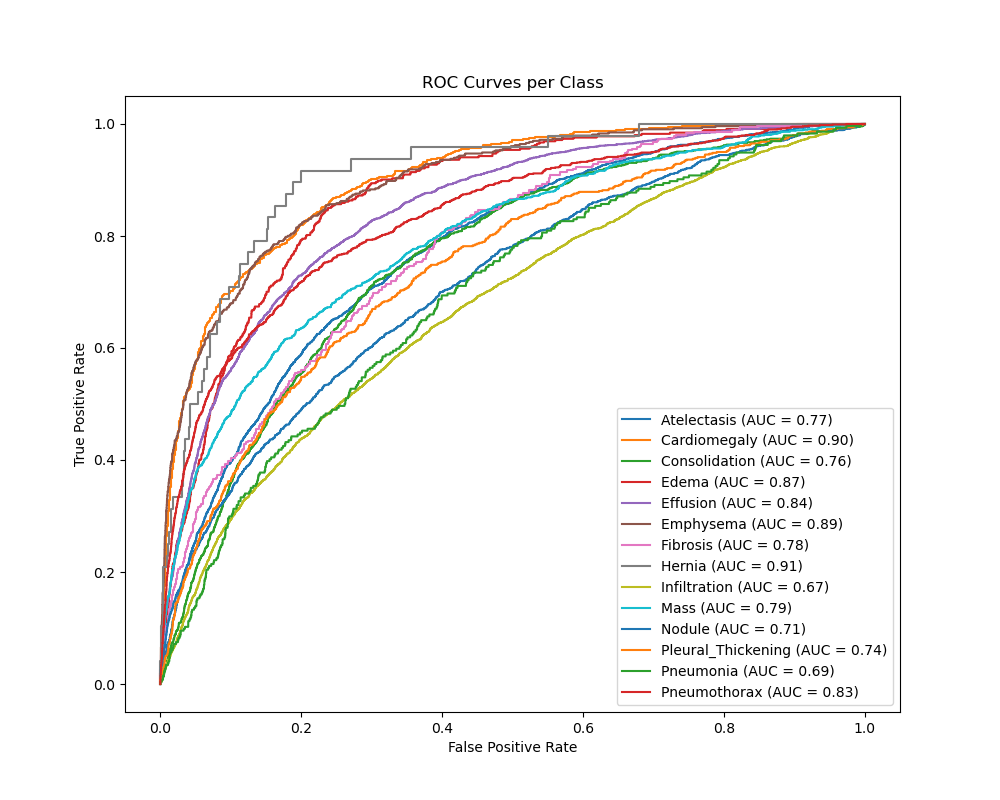 ROC Curves per Class
True Positive Rate
1.0
0.8
0.6
0.4
0.2
0.0
Atelectasis (AUC = 0.77)
Cardiomegaly (AUC = 0.90)
Consolidation (AUC = 0.76)
Edema (AUC = 0.87)
Effusion (AUC = 0.84)
Emphysema (AUC = 0.89)
Fibrosis (AUC = 0.78)
Hernia (AUC = 0.91)
Infiltration (AUC = 0.67)
Mass (AUC = 0.79)
Nodule (AUC = 0.71)
Pleural_Thickening (AUC = 0.74)
Pneumonia (AUC = 0.69)
Pneumothorax (AUC = 0.83)
0.0 0.2 0.4 0.6 0.8 1.0
False Positive Rate